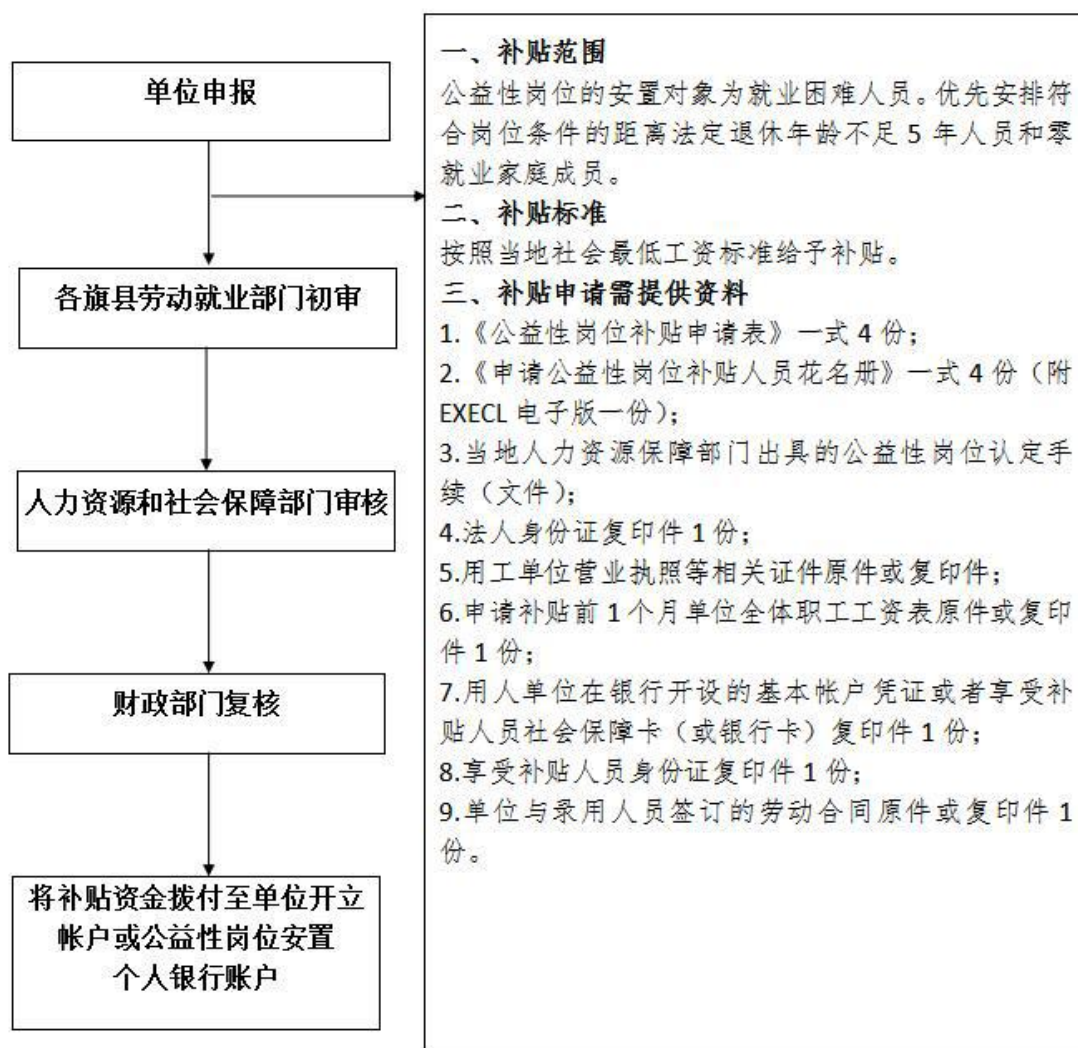 单位申报
各旗县劳动就业部门初审
人力资源和社会保障部门审核
财政部门复核
将补贴资金拨付至单位开立
帐户或公益性岗位安置
个人银行账户
一、补贴范围
公益性岗位的安置对象为就业困难人员。优先安排符
合岗位条件的距离法定退休年龄不足 5 年人员和零
就业家庭成员。
二、补贴标准
按照当地社会最低工资标准给予补贴。
三、补贴申请需提供资料
1.《公益性岗位补贴申请表》一式 4 份；
2.《申请公益性岗位补贴人员花名册》一式 4 份（附
EXECL 电子版一份）；
3.当地人力资源保障部门出具的公益性岗位认定手
续（文件）；
4.法人身份证复印件 1 份；
5.用工单位营业执照等相关证件原件或复印件；
6.申请补贴前 1 个月单位全体职工工资表原件或复印
件 1 份；
7.用人单位在银行开设的基本帐户凭证或者享受补
贴人员社会保障卡（或银行卡）复印件 1 份；
8.享受补贴人员身份证复印件 1 份；
9.单位与录用人员签订的劳动合同原件或复印件 1
份。